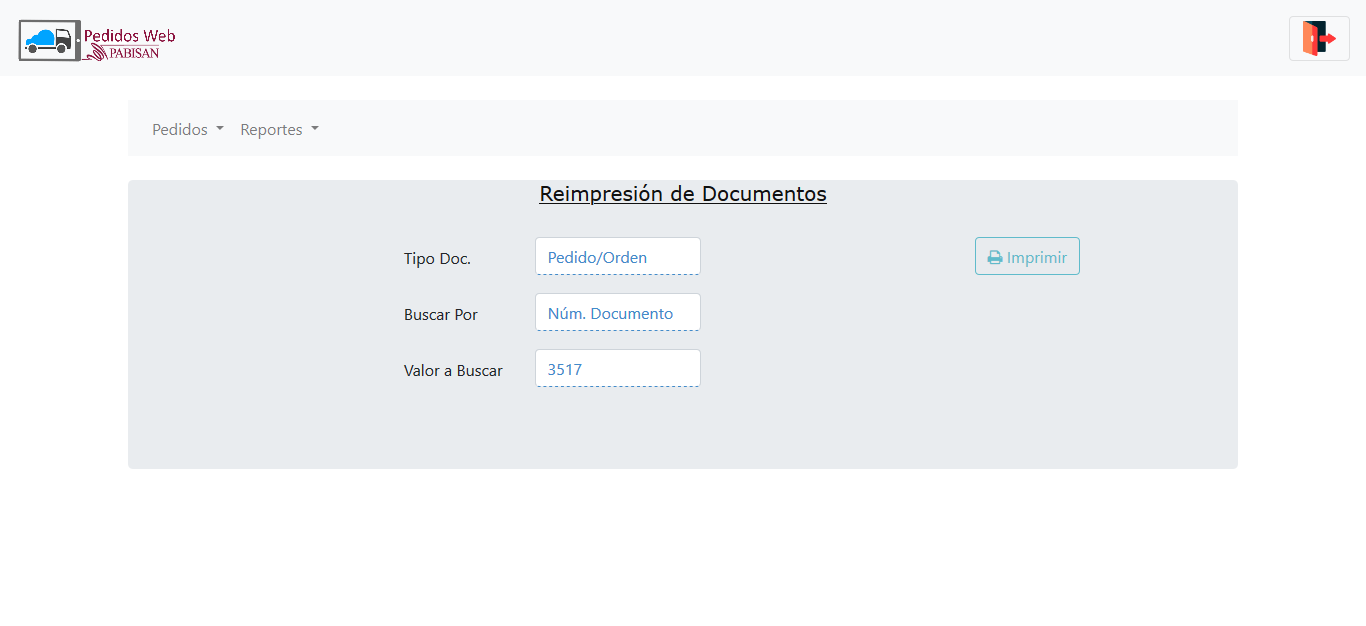 Pedidos Web
PABISAN
Pedidos Reportes
Reimpresión de Documentos
Tipo Doc. Pedido/Orden Imprimir
Buscar Por Núm. Documento
Valor a Buscar 3517